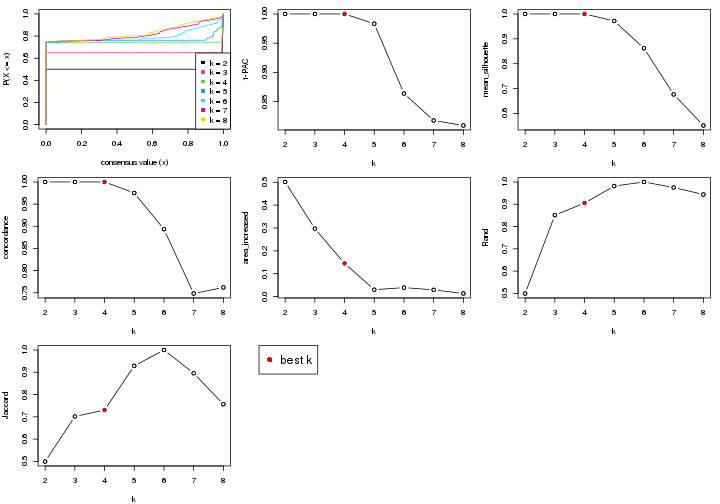 P(X <= x)
0.0 0.2 0.4 0.6 0.8 1.0
k = 2
k = 3
k = 4
k = 5
k = 6
k = 7
k = 8
0.0 0.2 0.4 0.6 0.8 1.0
consensus value (x)
1-PAC
0.85 0.90 0.95 1.00
2 3 4 5 6 7 8
k
mean_silhouette
0.6 0.7 0.8 0.9 1.0
2 3 4 5 6 7 8
k
concordance
0.75 0.80 0.85 0.90 0.95 1.00
2 3 4 5 6 7 8
k
area_increased
0.0 0.1 0.2 0.3 0.4 0.5
2 3 4 5 6 7 8
k
Rand
0.5 0.6 0.7 0.8 0.9 1.0
2 3 4 5 6 7 8
k
Jaccard
0.5 0.6 0.7 0.8 0.9 1.0
2 3 4 5 6 7 8
k
best k